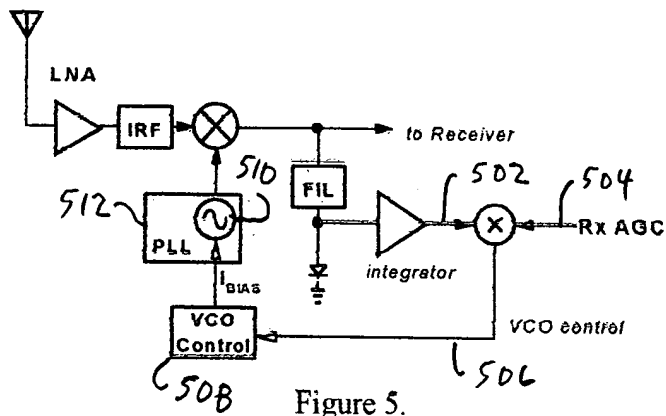 LNA
IRF
to Receiver
510
502
504
512
FIL
PLL
Rx AGC
integrator
IBIAS
VCO
Control
VCO control
508
506
Figure 5.